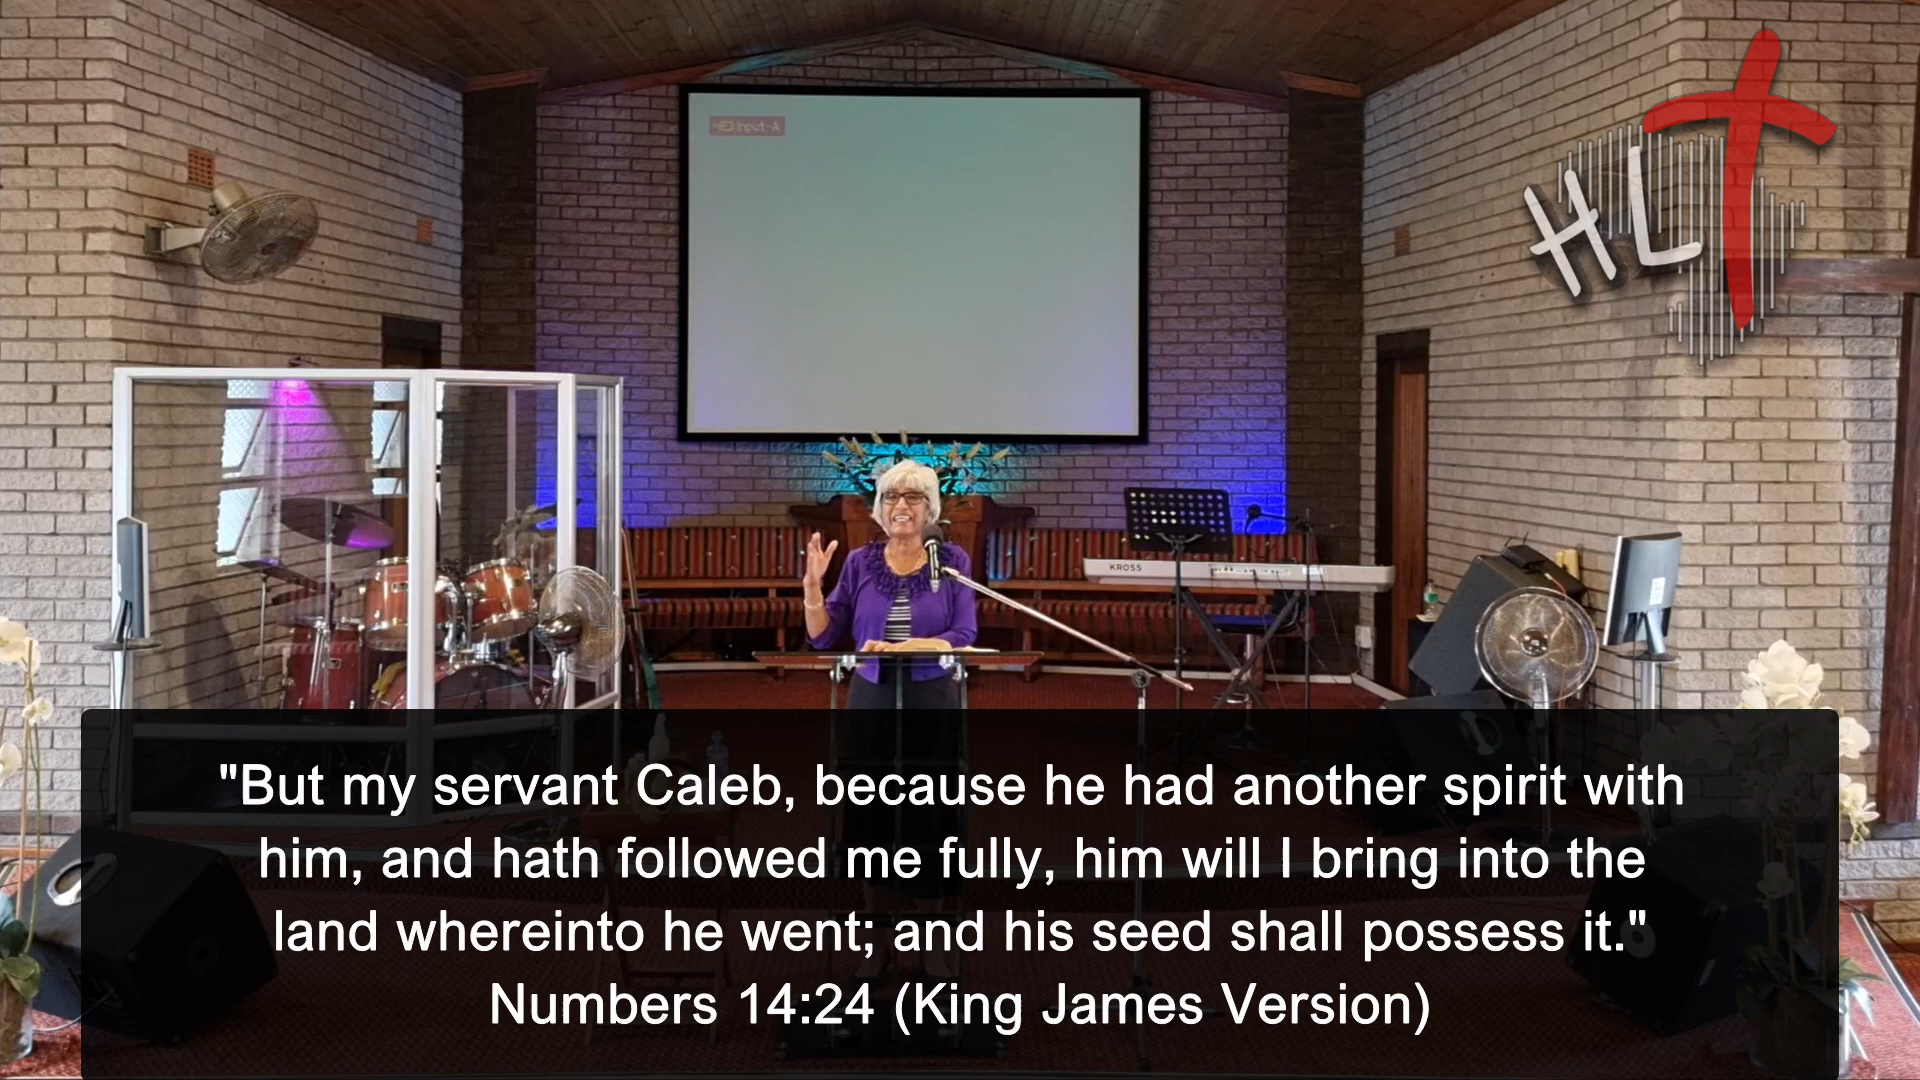 Input-A
HL
KROSS
"But my servant Caleb, because he had another spirit with
him, and hath followed me fully, him will I bring into the
land whereinto he went; and his seed shall possess it."
Numbers 14:24 (King James Version)